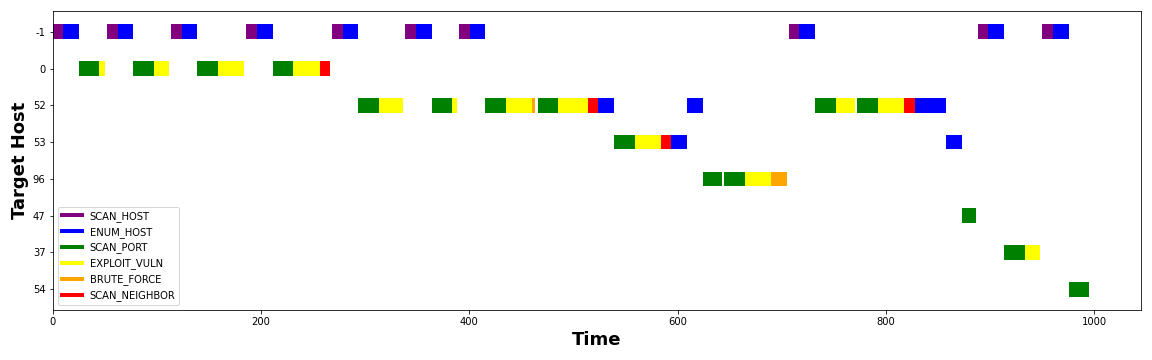 Target Host
-1
0
52
53
96
47
37
54
SCAN_HOST
ENUM_HOST
SCAN_PORT
EXPLOIT_VULN
BRUTE_FORCE
SCAN_NEIGHBOR
0 200 400 600 800 1000
Time